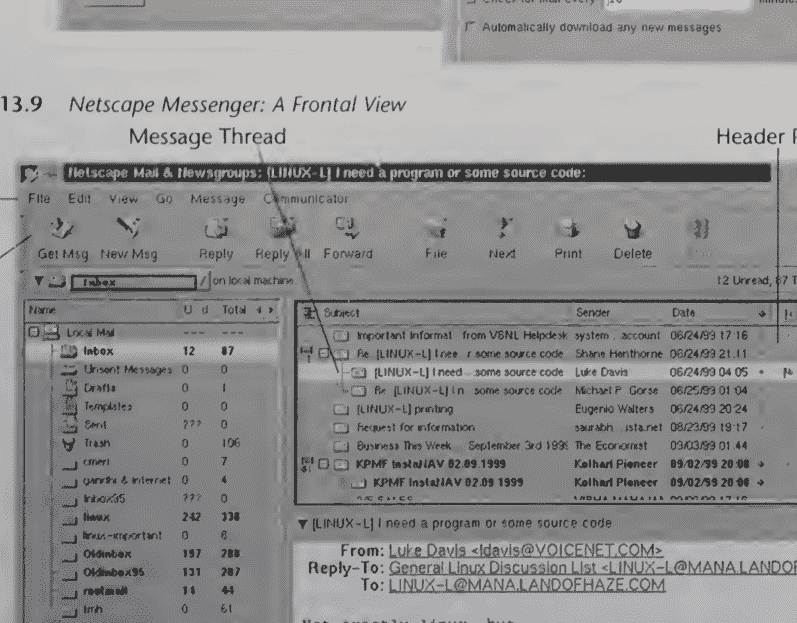 Automatically download any new messages
13.9 Netscape Messenger: A Frontal View
Message Thread
Header
Netscape Mail & Newsgroups: [LINUX-L] I need a program or some source code:
File Edit View Go Message Communicator
Get Msg New Msg Reply Reply All Forward File Next Print Delete
Inbox on local machine. 12 Unread,
Name U d Total
Subject Sender Date
Local Mail --- ---
Inbox 12 87
Unsent Messages 0 0
Drafts 0 1
Templates 0 0
Sent ??? 0
Trash 0 106
cmert 0 7
gandhi & internet 0 4
Inbox95 ??? 0
linux 242 338
linux-important 0 6
Oldinbox 197 288
Oldinbox95 131 287
rootmail 14 44
tmh 0 61
Important Informat from VSNL Helpdesk system ... account 06/24/99 17:16
Re: [LINUX-L] I nee r some source code Shane Henthorne 06/24/99 21:11
[LINUX-L] I need ... some source code Luke Davis 06/24/99 04:05
Re: [LINUX-L] I n some source code Michael P. Gorse 06/25/99 01:04
[LINUX-L] printing Eugenio Walters 06/24/99 20:24
Request for information saurabh ...ista.net 08/23/99 19:17
Business This Week September 3rd 1999 The Economist 09/03/99 01:44
KPMF InstaNAV 02.09.1999 Kothari Pioneer 09/02/99 20:08
KPMF InstaNAV 02.09.1999 Kothari Pioneer 09/02/99 20:08
[LINUX-L] I need a program or some source code
From: Luke Davis <ldavis@VOICENET.COM>
Reply-To: General Linux Discussion List <LINUX-L@MANA.LANDOF
To: LINUX-L@MANA.LANDOFHAZE.COM